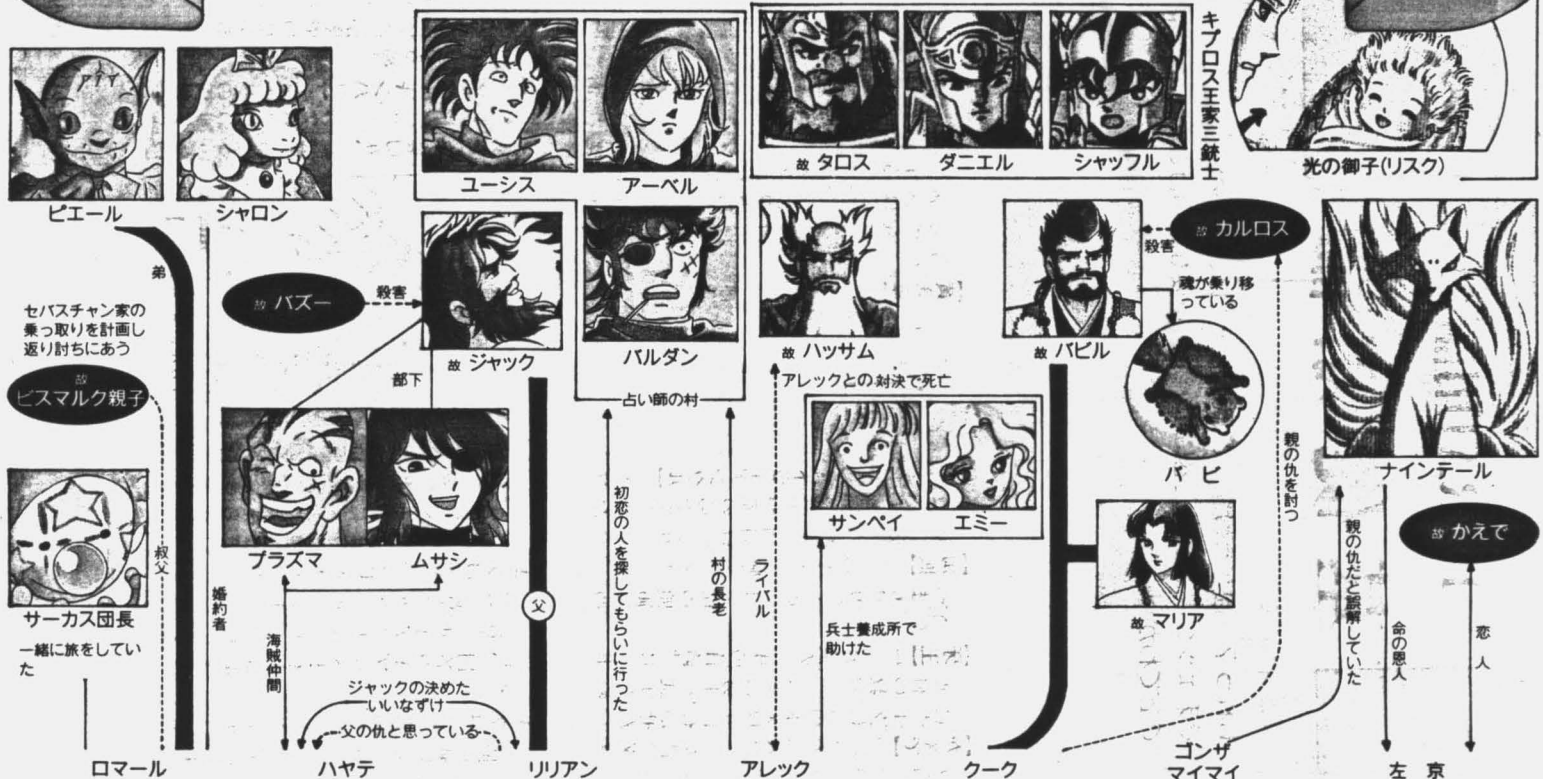 ピエール
シャロン
弟
セバスチャン家の
乗っ取りを計画し
返り討ちにあう
故
ビスマルク親子
叔父
サーカス団長
一緒に旅をしてい
た
婚約者
ロマール
故 バズー
殺害
故 ジャック
部下
プラズマ
ムサシ
海賊仲間
ジャックの決めた
いいなずけ
父の仇と思っている
ハヤテ
父
リリアン
ユーシス
アーベル
バルダン
占い師の村
初恋の人を探してもらいに行った
村の長老
故 タロス
ダニエル
シャッフル
キプロス王家三銃士
故 ハッサム
アレックとの対決で死亡
ライバル
サンペイ
エミー
兵士養成所で
助けた
アレック
光の御子(リスク)
故 カルロス
殺害
故 バビル
魂が乗り移
っている
バビ
故 マリア
親の仇を討つ
クーク
ナインテール
親の仇だと誤解していた
ゴンザ
マイマイ
命の恩人
故 かえで
恋人
左京